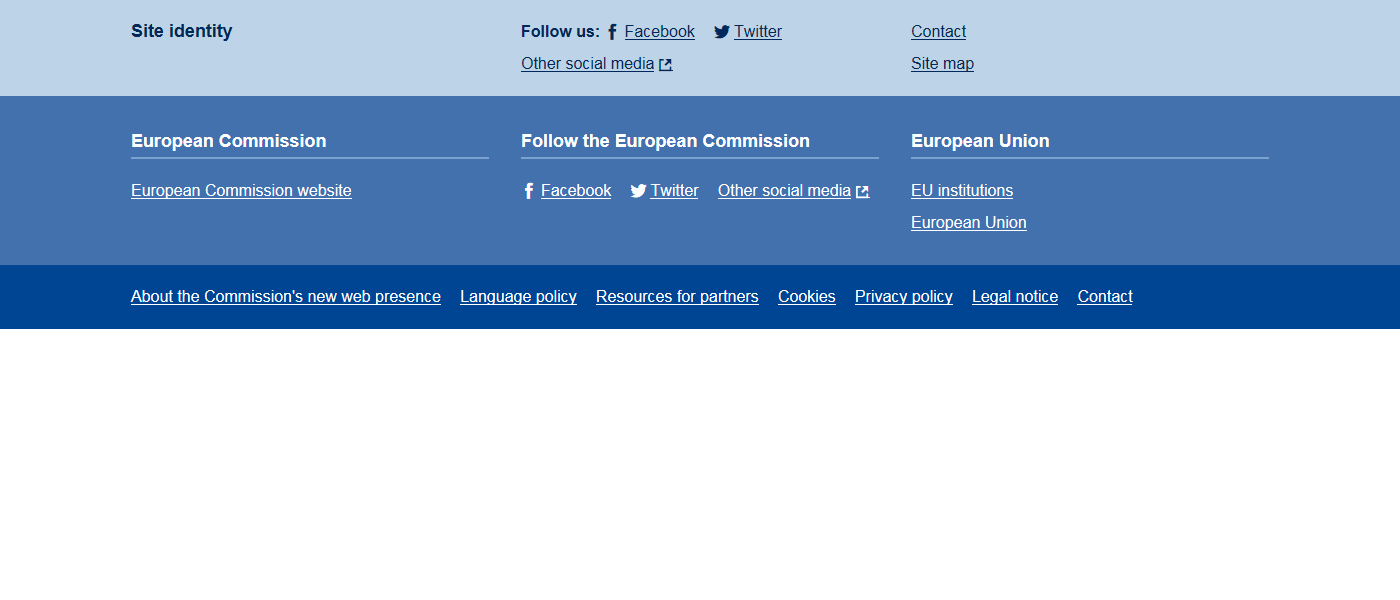 Site identity
Follow us: Facebook Twitter
Other social media
Contact
Site map
European Commission
European Commission website
Follow the European Commission
Facebook Twitter Other social media
European Union
EU institutions
European Union
About the Commission's new web presence Language policy Resources for partners Cookies Privacy policy Legal notice Contact